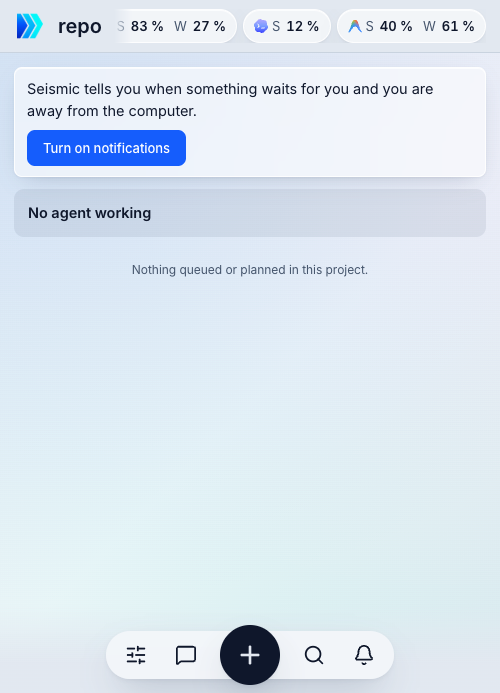 repo
S 83 % W 27 %
S 12 %
S 40 % W 61 %
Seismic tells you when something waits for you and you are
away from the computer.
Turn on notifications
No agent working
Nothing queued or planned in this project.